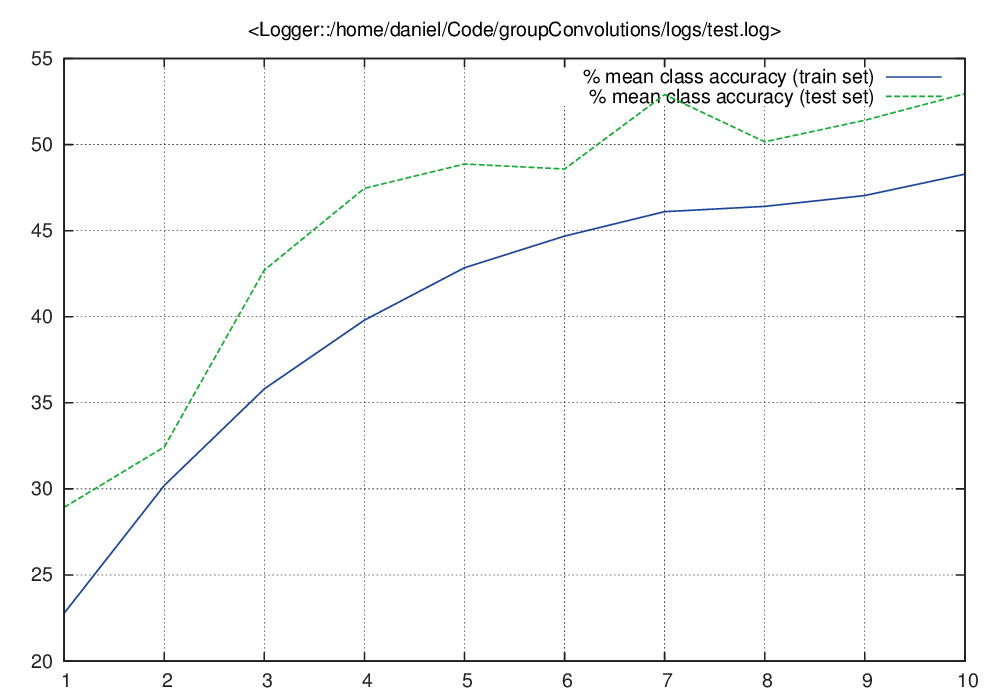 <Logger::/home/daniel/Code/groupConvolutions/logs/test.log>
55
% mean class accuracy (train set)
% mean class accuracy (test set)
50
45
40
35
30
25
20
1 2 3 4 5 6 7 8 9 10